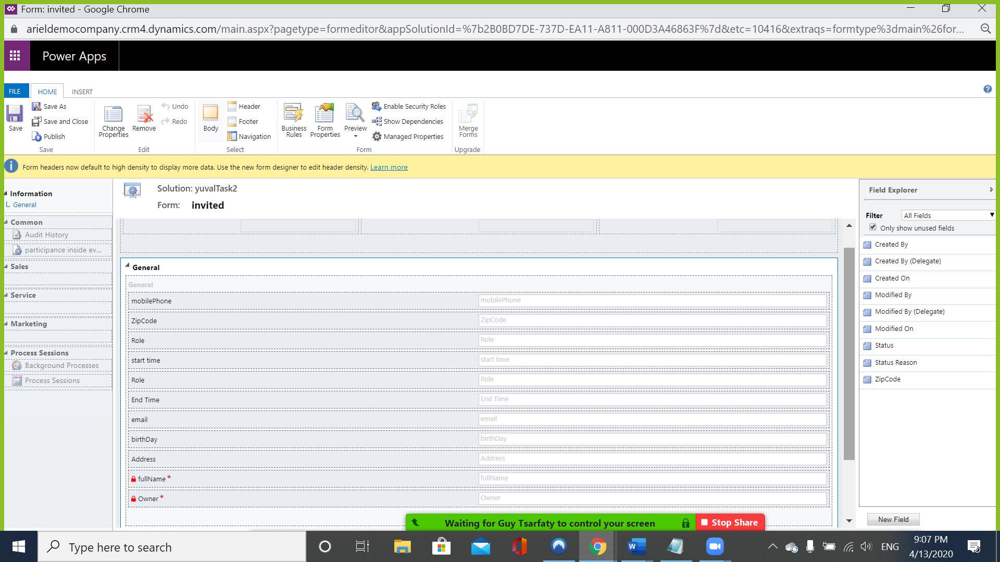 Form: invited - Google Chrome
arieldemocompany.crm4.dynamics.com/main.aspx?pagetype=formeditor&appSolutionId=%7b2B0BD7DE-737D-EA11-A811-000D3A46863F%7d&etc=10416&extraqs=formtype%3dmain%26for...
Power Apps
FILE HOME INSERT
Save
Save As
Save and Close
Publish
Save
Change Properties
Remove
Undo
Redo
Edit
Body
Header
Footer
Navigation
Select
Business Rules
Form Properties
Preview
Enable Security Roles
Show Dependencies
Managed Properties
Form
Merge Forms
Upgrade
Form headers now default to high density to display more data. Use the new form designer to edit header density. Learn more
Information
General
Common
Audit History
participance inside ev...
Sales
Service
Marketing
Process Sessions
Background Processes
Process Sessions
Solution: yuvalTask2
Form: invited
General
General
mobilePhone mobilePhone
ZipCode ZipCode
Role Role
start time start time
Role Role
End Time End Time
email email
birthDay birthDay
Address Address
fullName * fullName
Owner * Owner
Field Explorer
Filter All Fields
Only show unused fields
Created By
Created By (Delegate)
Created On
Modified By
Modified By (Delegate)
Modified On
Status
Status Reason
ZipCode
New Field
Waiting for Guy Tsarfaty to control your screen Stop Share
Type here to search
ENG
9:07 PM
4/13/2020